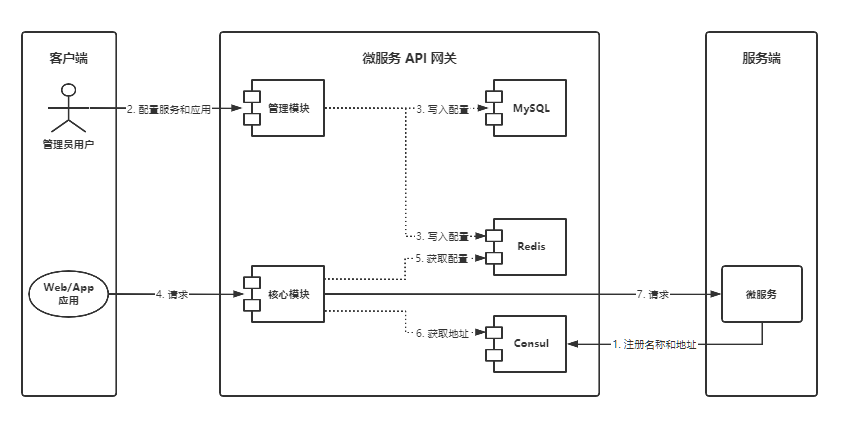 客户端
微服务 API 网关
服务端
管理员用户
2. 配置服务和应用
管理模块
3. 写入配置
MySQL
3. 写入配置
5. 获取配置
Redis
Web/App
应用
4. 请求
核心模块
7. 请求
微服务
6. 获取地址
Consul
1. 注册名称和地址